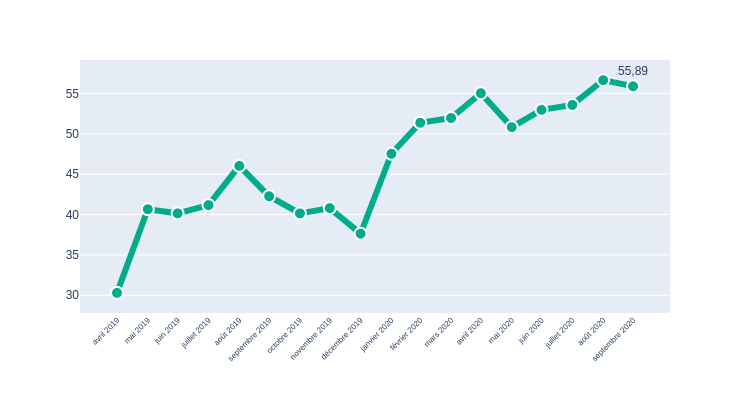 55,89
55
50
45
40
35
30
avril 2019
mai 2019
juin 2019
juillet 2019
août 2019
septembre 2019
octobre 2019
novembre 2019
décembre 2019
janvier 2020
février 2020
mars 2020
avril 2020
mai 2020
juin 2020
juillet 2020
août 2020
septembre 2020